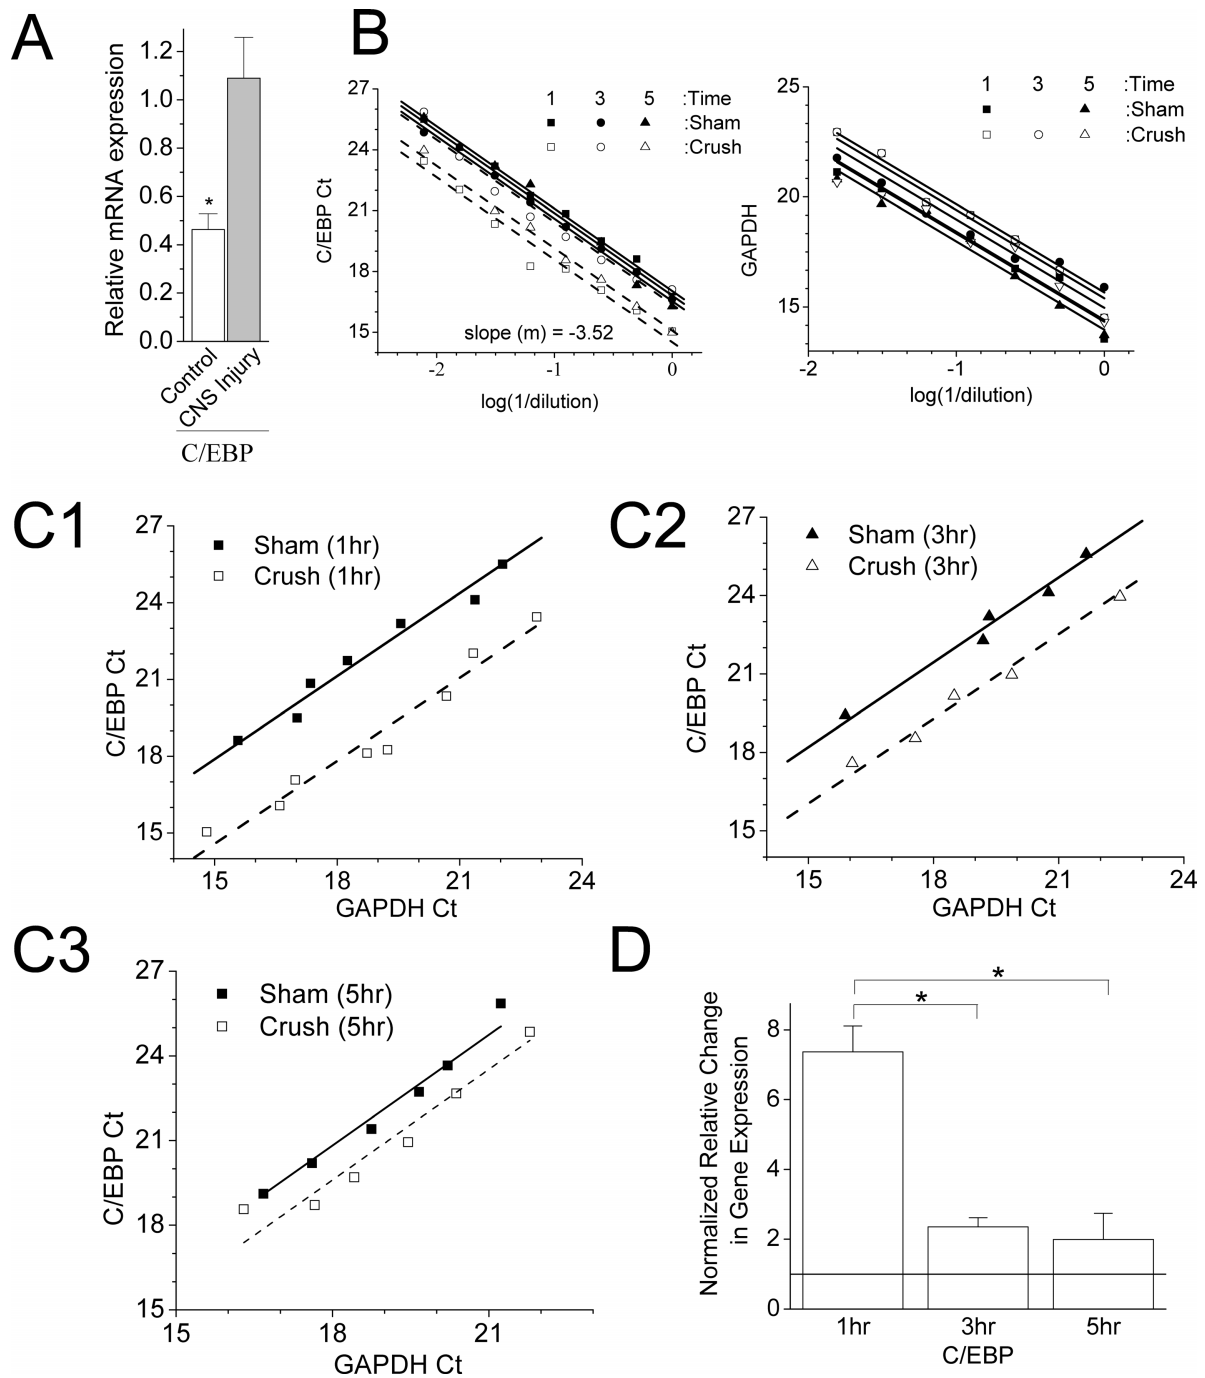 A
Relative mRNA expression
1.2
1.0
0.8
0.6
0.4
0.2
0.0
*
Control
CNS Injury
C/EBP
B
C/EBP Ct
27
24
21
18
15
1 3 5 :Time
:Sham
:Crush
slope (m) = -3.52
-2 -1 0
log(1/dilution)
GAPDH
25
20
15
1 3 5 :Time
:Sham
:Crush
-2 -1 0
log(1/dilution)
C1
C/EBP Ct
27
24
21
18
15
Sham (1hr)
Crush (1hr)
15 18 21 24
GAPDH Ct
C2
C/EBP Ct
27
24
21
18
15
Sham (3hr)
Crush (3hr)
15 18 21 24
GAPDH Ct
C3
C/EBP Ct
27
24
21
18
15
Sham (5hr)
Crush (5hr)
15 18 21
GAPDH Ct
D
Normalized Relative Change
in Gene Expression
8
6
4
2
0
*
*
1hr 3hr 5hr
C/EBP